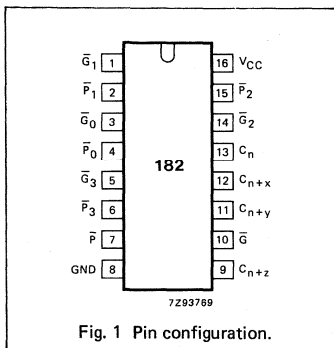 G̅1 1 16 VCC
P̅1 2 15 P̅2
G̅0 3 14 G̅2
P̅0 4 13 Cn
182
G̅3 5 12 Cn+x
P̅3 6 11 Cn+y
P̅ 7 10 G̅
GND 8 9 Cn+z
7Z93769
Fig. 1 Pin configuration.